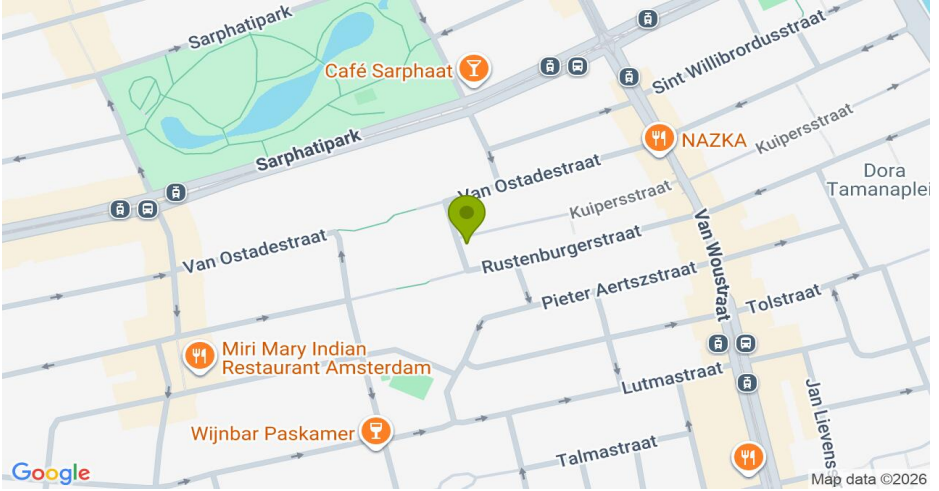 Sarphatipark
Café Sarphaat
Sint Willibrordusstraat
Sarphatipark
NAZKA
Kuipersstraat
Van Ostadestraat
Dora
Tamanaplei
Kuipersstraat
Van Ostadestraat
Rustenburgerstraat
Van Woustraat
Pieter Aertszstraat
Tolstraat
Miri Mary Indian
Restaurant Amsterdam
Lutmastraat
Jan Lievens
Wijnbar Paskamer
Talmastraat
Google
Map data ©2026